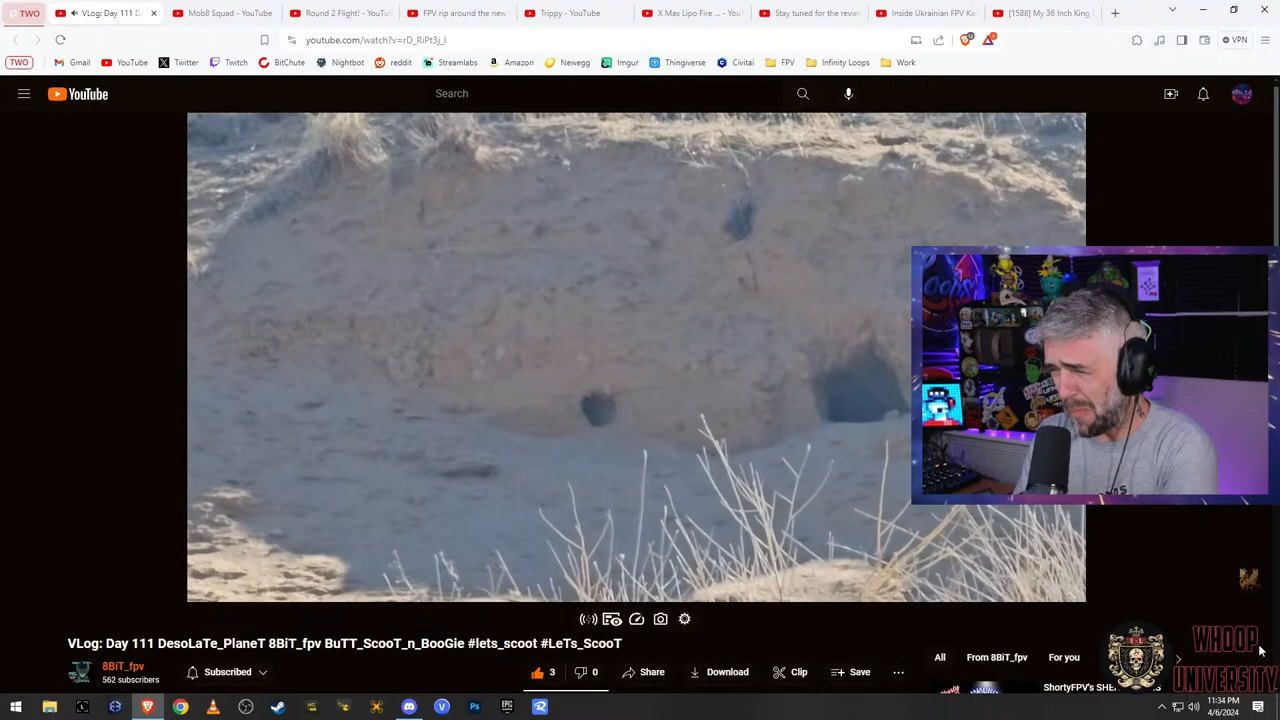 TWO VLog: Day 111 D Mob8 Squad - YouTube Round 2 Flight! - YouTu FPV rip around the new Trippy - YouTube X Max Lipo Fire ... - You Stay tuned for the revie Inside Ukrainian FPV Ka [1588] My 36 Inch King
youtube.com/watch?v=rD_RiPt3j_I VPN
TWO Gmail YouTube Twitter Twitch BitChute Nightbot reddit Streamlabs Amazon Newegg Imgur Thingiverse Civitai FPV Infinity Loops Work
YouTube Search
VLog: Day 111 DesoLaTe_PlaneT 8BiT_fpv BuTT_ScooT_n_BooGie #lets_scoot #LeTs_ScooT
8BiT_fpv
562 subscribers
Subscribed 3 0 Share Download Clip Save
All From 8BiT_fpv For you
ShortyFPV's
WHOOP
UNIVERSITY
11:34 PM
4/6/2024